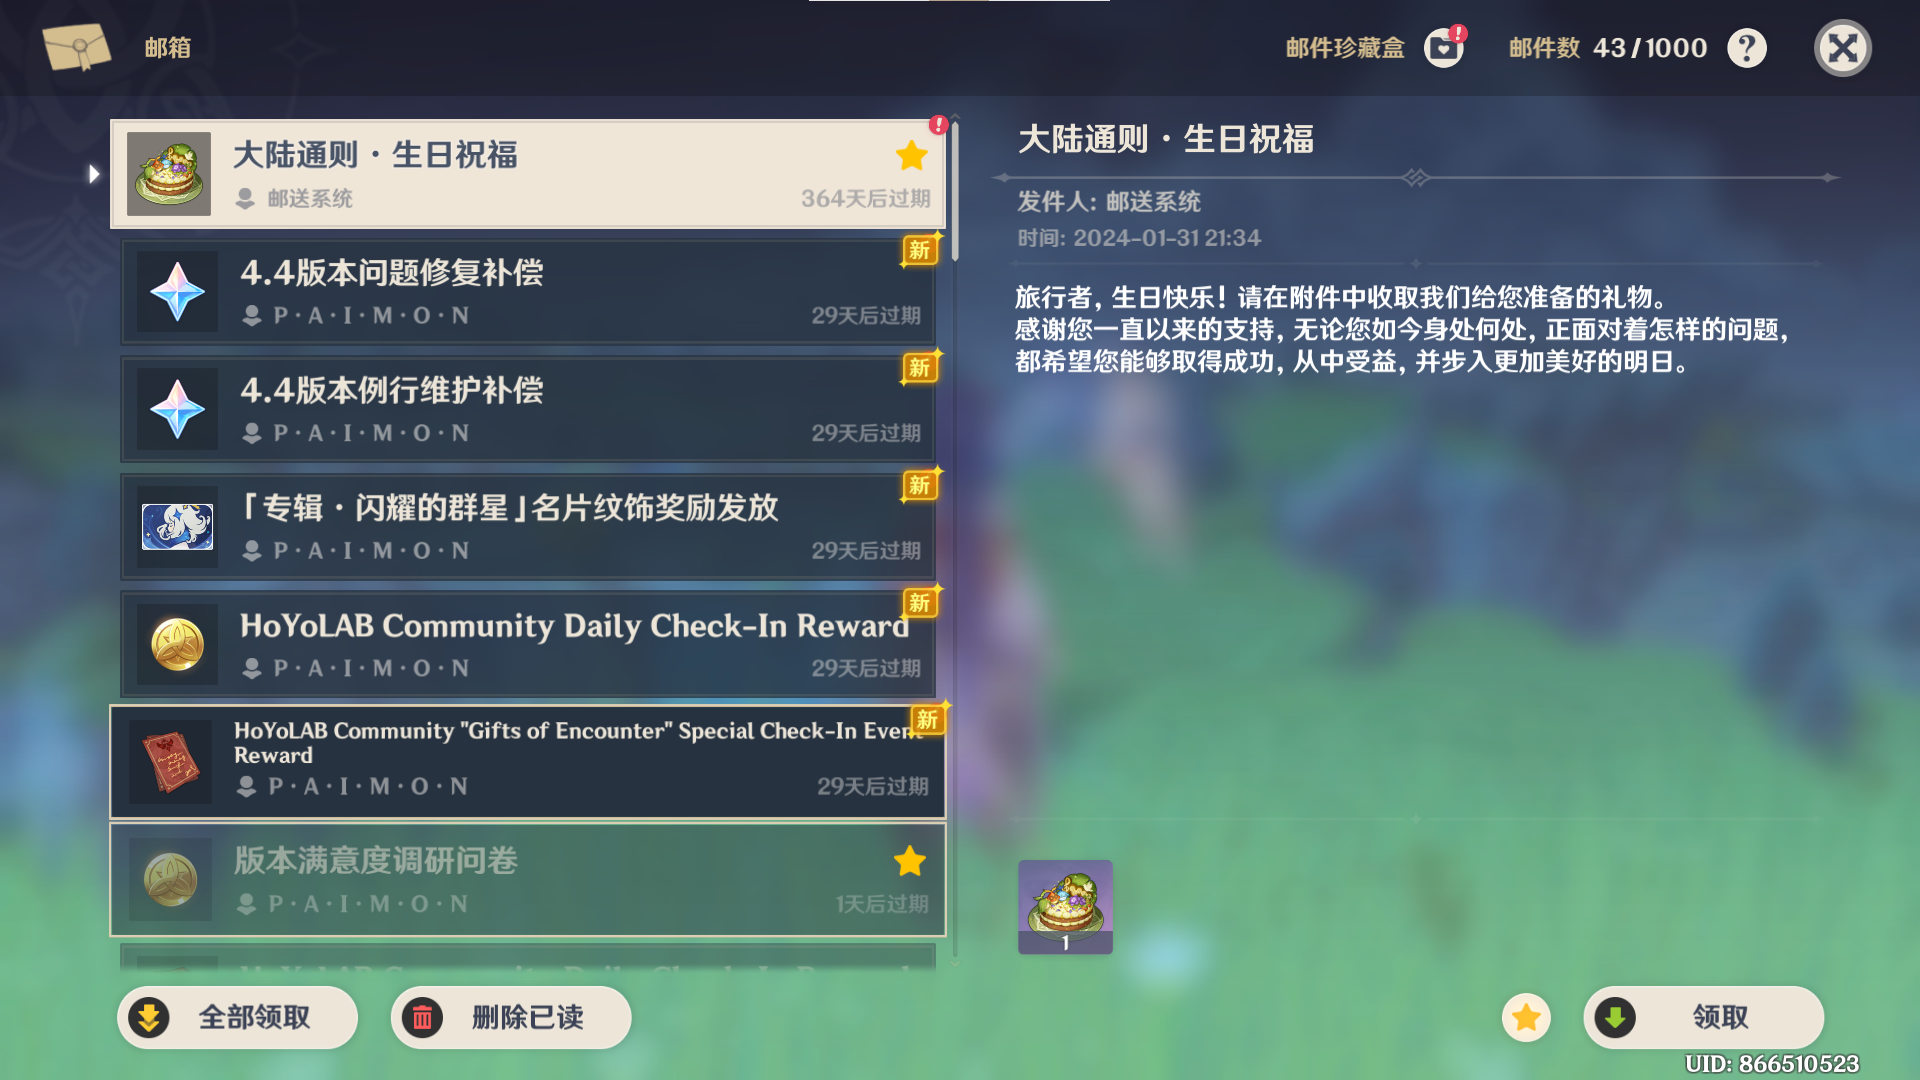 邮箱
邮件珍藏盒
邮件数 43/1000
大陆通则·生日祝福
邮送系统
364天后过期
新
4.4版本问题修复补偿
P·A·I·M·O·N
29天后过期
新
4.4版本例行维护补偿
P·A·I·M·O·N
29天后过期
新
「专辑·闪耀的群星」名片纹饰奖励发放
P·A·I·M·O·N
29天后过期
新
HoYoLAB Community Daily Check-In Reward
P·A·I·M·O·N
29天后过期
新
HoYoLAB Community "Gifts of Encounter" Special Check-In Event
Reward
P·A·I·M·O·N
29天后过期
版本满意度调研问卷
P·A·I·M·O·N
1天后过期
HoYoLAB Community Daily Check-In Reward
全部领取
删除已读
大陆通则·生日祝福
发件人: 邮送系统
时间: 2024-01-31 21:34
旅行者，生日快乐！请在附件中收取我们给您准备的礼物。
感谢您一直以来的支持，无论您如今身处何处，正面对着怎样的问题，
都希望您能够取得成功，从中受益，并步入更加美好的明日。
1
领取
UID: 866510523